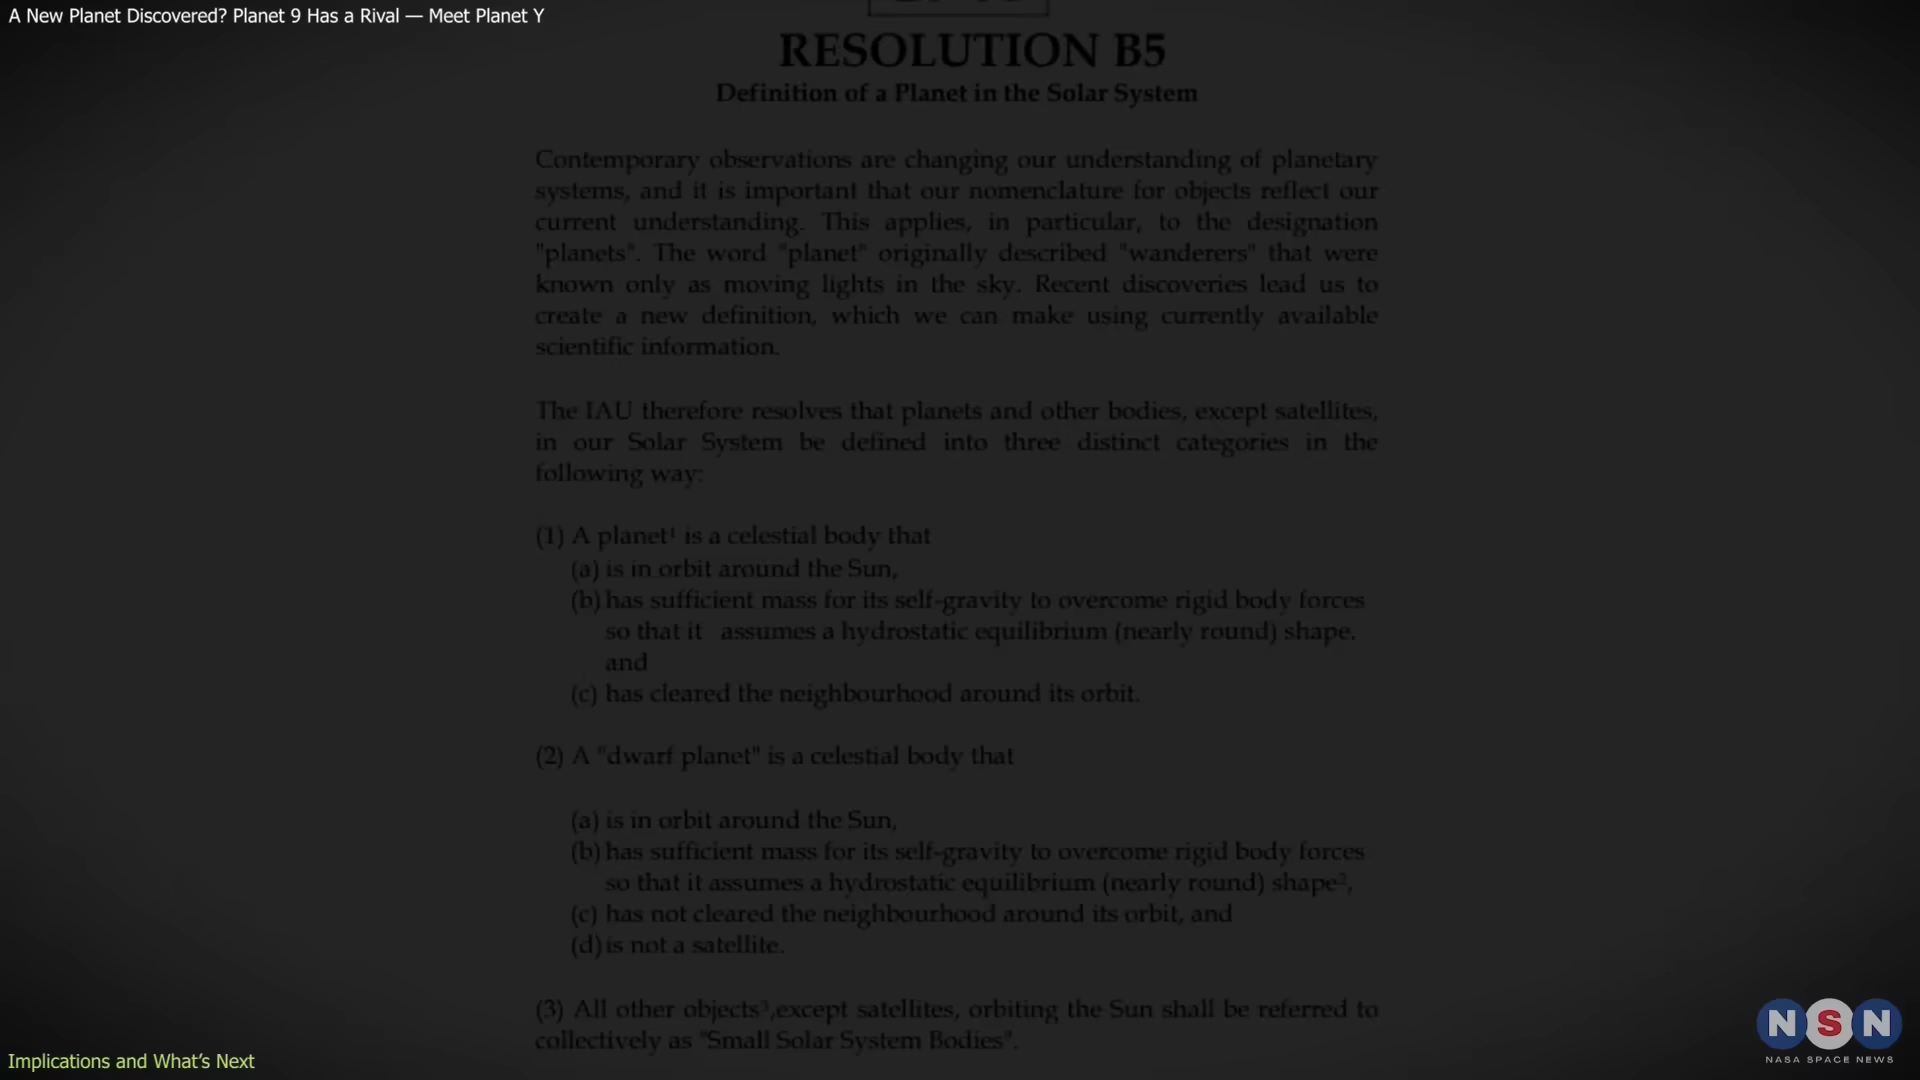 A New Planet Discovered? Planet 9 Has a Rival — Meet Planet Y
RESOLUTION B5
Definition of a Planet in the Solar System
Contemporary observations are changing our understanding of planetary
systems, and it is important that our nomenclature for objects reflect our
current understanding. This applies, in particular, to the designation
"planets". The word "planet" originally described "wanderers" that were
known only as moving lights in the sky. Recent discoveries lead us to
create a new definition, which we can make using currently available
scientific information.
The IAU therefore resolves that planets and other bodies, except satellites,
in our Solar System be defined into three distinct categories in the
following way:
(1) A planet¹ is a celestial body that
(a) is in orbit around the Sun,
(b) has sufficient mass for its self-gravity to overcome rigid body forces
so that it assumes a hydrostatic equilibrium (nearly round) shape,
and
(c) has cleared the neighbourhood around its orbit.
(2) A "dwarf planet" is a celestial body that
(a) is in orbit around the Sun,
(b) has sufficient mass for its self-gravity to overcome rigid body forces
so that it assumes a hydrostatic equilibrium (nearly round) shape²,
(c) has not cleared the neighbourhood around its orbit, and
(d) is not a satellite.
(3) All other objects³,except satellites, orbiting the Sun shall be referred to
collectively as "Small Solar System Bodies".
NSN
NASA SPACE NEWS
Implications and What's Next